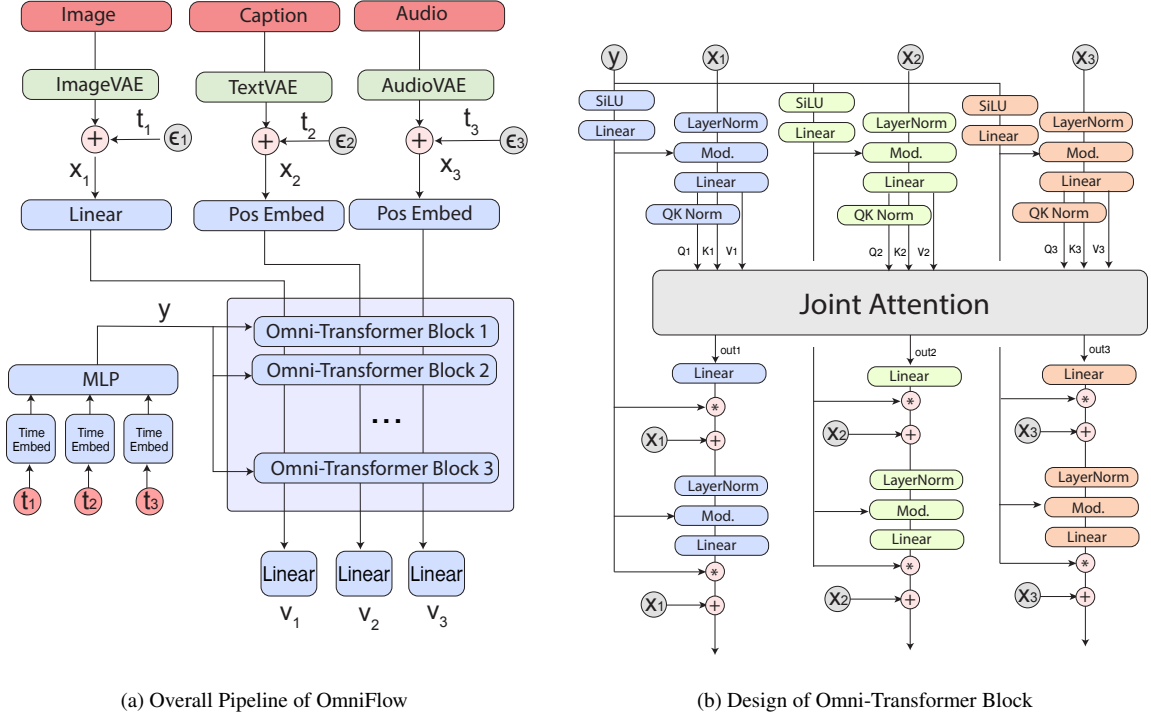 Image Caption Audio
ImageVAE TextVAE AudioVAE
t1 t2 t3
+ ϵ1 + ϵ2 + ϵ3
x1 x2 x3
Linear Pos Embed Pos Embed
y
Omni-Transformer Block 1
Omni-Transformer Block 2
...
Omni-Transformer Block 3
MLP
Time Embed Time Embed Time Embed
t1 t2 t3
Linear Linear Linear
v1 v2 v3
(a) Overall Pipeline of OmniFlow
y x1 x2 x3
SiLU SiLU SiLU
Linear LayerNorm Linear LayerNorm Linear LayerNorm
Mod. Mod. Mod.
Linear Linear Linear
QK Norm QK Norm QK Norm
Q1 K1 V1 Q2 K2 V2 Q3 K3 V3
Joint Attention
out1 out2 out3
Linear Linear Linear
* * *
x1 + x2 + x3 +
LayerNorm LayerNorm LayerNorm
Mod. Mod. Mod.
Linear Linear Linear
* * *
x1 + x2 + x3 +
(b) Design of Omni-Transformer Block